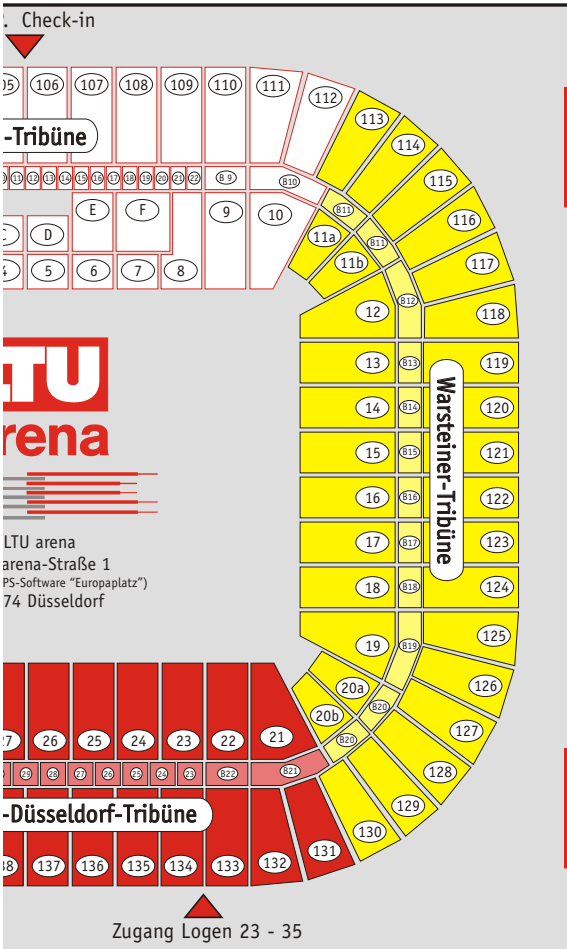 . Check-in
05 106 107 108 109 110 111 112 113
114
115
116
117
118
-Tribüne
11 12 13 14 15 16 17 18 19 20 21 22 B 9 B10
B11
B11
C D E F 9 10 11a
11b
4 5 6 7 8
B12
12
13 B13 119
14 B14 120
15 B15 121
16 B16 122
17 B17 123
18 B18 124
19 B19 125
Warsteiner-Tribüne
LTU
arena
LTU arena
arena-Straße 1
PS-Software “Europaplatz”)
74 Düsseldorf
20a
20b
B20
B20
126
127
128
129
130
27 26 25 24 23 22 21
29 28 27 26 25 24 23 B22 B21
-Düsseldorf-Tribüne
38 137 136 135 134 133 132 131
Zugang Logen 23 - 35